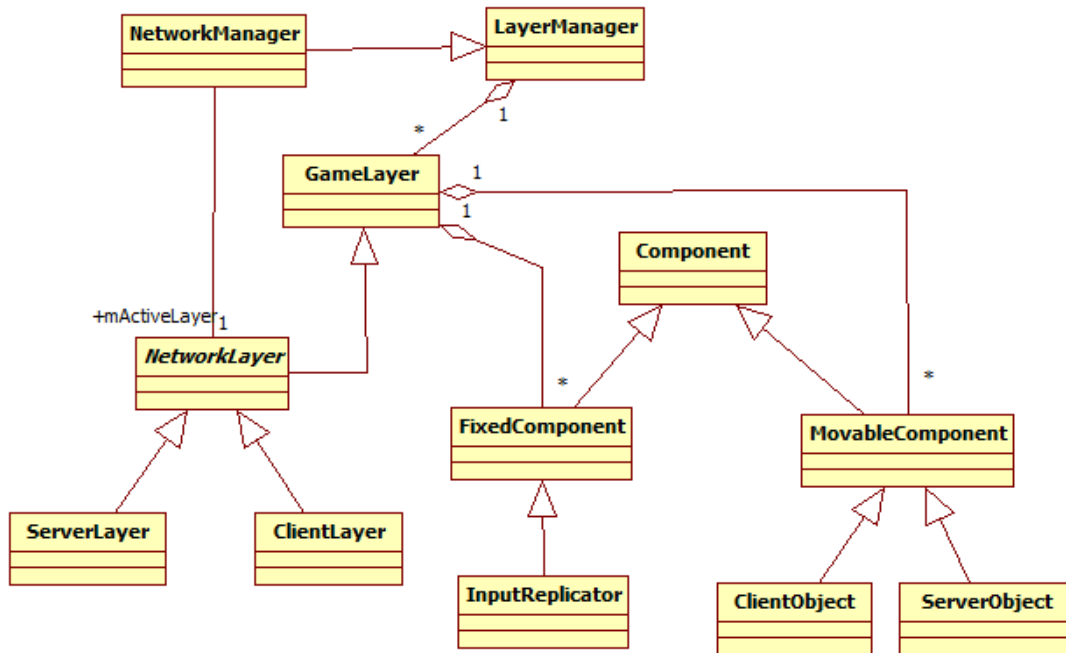 NetworkManager
LayerManager
1
*
GameLayer
1
1
Component
+mActiveLayer
1
NetworkLayer
*
*
FixedComponent
MovableComponent
ServerLayer
ClientLayer
InputReplicator
ClientObject
ServerObject